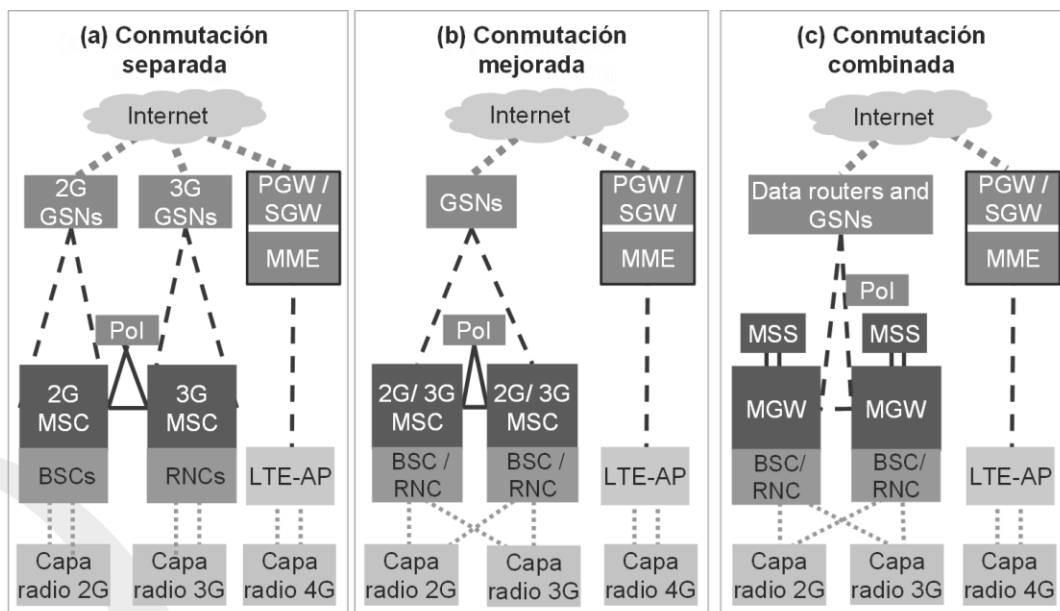 (a) Conmutación
separada
Internet
2G
GSNs
3G
GSNs
PGW /
SGW
MME
PoI
2G
MSC
3G
MSC
BSCs
RNCs
LTE-AP
Capa
radio 2G
Capa
radio 3G
Capa
radio 4G
(b) Conmutación
mejorada
Internet
GSNs
PGW /
SGW
MME
PoI
2G/ 3G
MSC
2G/ 3G
MSC
BSC /
RNC
BSC /
RNC
LTE-AP
Capa
radio 2G
Capa
radio 3G
Capa
radio 4G
(c) Conmutación
combinada
Internet
Data routers and
GSNs
PGW /
SGW
MME
PoI
MSS
MSS
MGW
MGW
BSC/
RNC
BSC/
RNC
LTE-AP
Capa
radio 2G
Capa
radio 3G
Capa
radio 4G